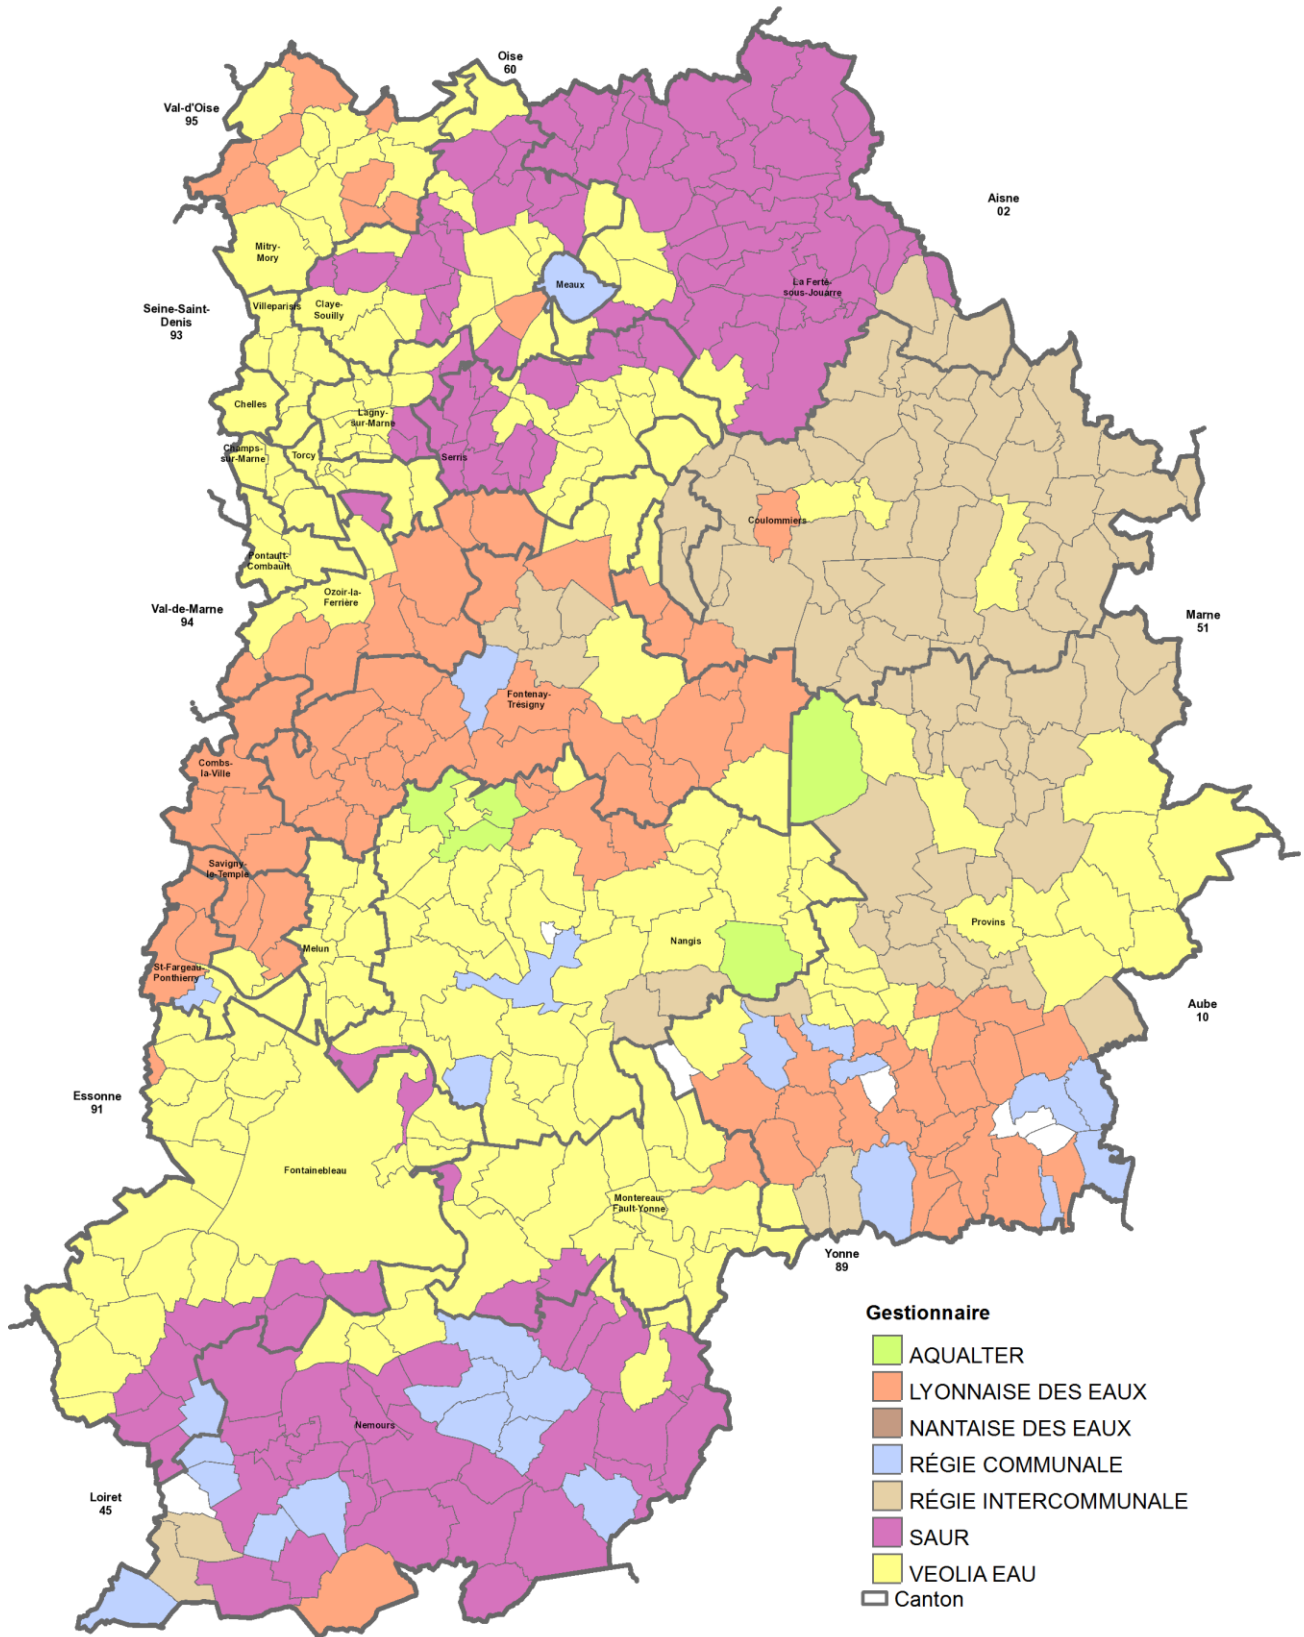 Oise
60
Val-d'Oise
95
Aisne
02
Mitry-
Mory
Meaux
La Ferté-
sous-Jouarre
Seine-Saint-
Denis
93
Villeparisis
Claye-
Souilly
Chelles
Lagny-
sur-Marne
Champs-
sur-Marne
Torcy
Serris
Coulommiers
Pontault-
Combault
Ozoir-la-
Ferrière
Val-de-Marne
94
Marne
51
Fontenay-
Trésigny
Combs-
la-Ville
Savigny-
le-Temple
Provins
Nangis
Melun
St-Fargeau-
Ponthierry
Aube
10
Essonne
91
Fontainebleau
Montereau-
Fault-Yonne
Yonne
89
Nemours
Loiret
45
Gestionnaire
AQUALTER
LYONNAISE DES EAUX
NANTAISE DES EAUX
RÉGIE COMMUNALE
RÉGIE INTERCOMMUNALE
SAUR
VEOLIA EAU
Canton